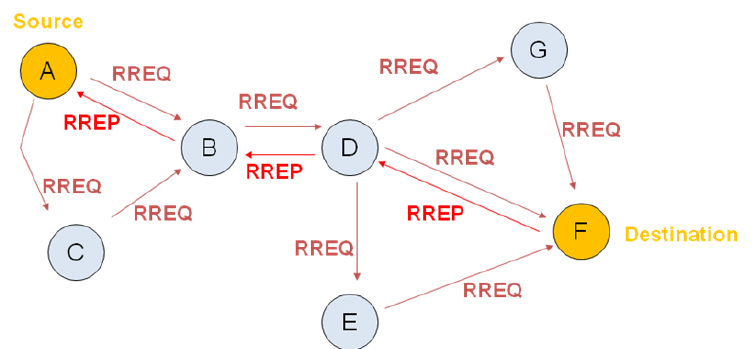 Source
A
RREQ
RREP
RREQ
C
RREQ
B
RREQ
RREP
D
RREQ
G
RREQ
RREQ
RREP
F
Destination
RREQ
E
RREQ